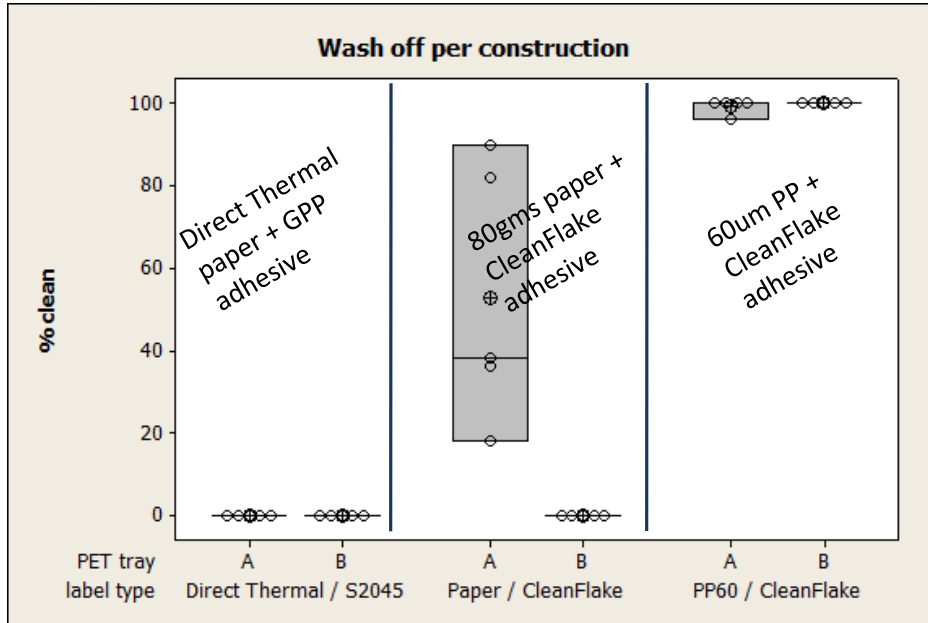 Wash off per construction
% clean
100
80
60
40
20
0
Direct Thermal
paper + GPP
adhesive
80gms paper +
CleanFlake
adhesive
60um PP +
CleanFlake
adhesive
PET tray A B A B A B
label type Direct Thermal / S2045 Paper / CleanFlake PP60 / CleanFlake